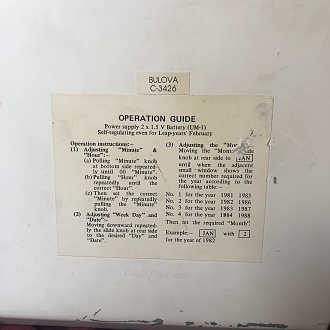 BULOVA
C-3426
OPERATION GUIDE
Power supply 2 x 1.5 V Battery (UM-1)
Self-regulating even for Leap-years' February
Operation instructions:—
(1) Adjusting "Minute" &
"Hour":—
(a) Pulling "Minute" knob
at bottom side repeated-
ly until 00 "Minute".
(b) Pulling "Hour" knob
repeatedly until the
correct "Hour".
(c) Then set the correct
"Minute" by repeatedly
pulling the "Minute"
knob.
(2) Adjusting "Week Day" and
"Date":—
Moving downward repeated-
ly the slide knob at rear side
to the desired "Day" and
"Date".
(3) Adjusting the
Moving the
knob at rear side to JAN
until when the adjacent
small window shows the
correct number required for
the year according to the
following table:—
No. 1 for the year 1981 1985
No. 2 for the year 1982 1986
No. 3 for the year 1983 1987
No. 4 for the year 1984 1988
Then set the required "Month"
Example:— JAN with 2
for the year of 1982